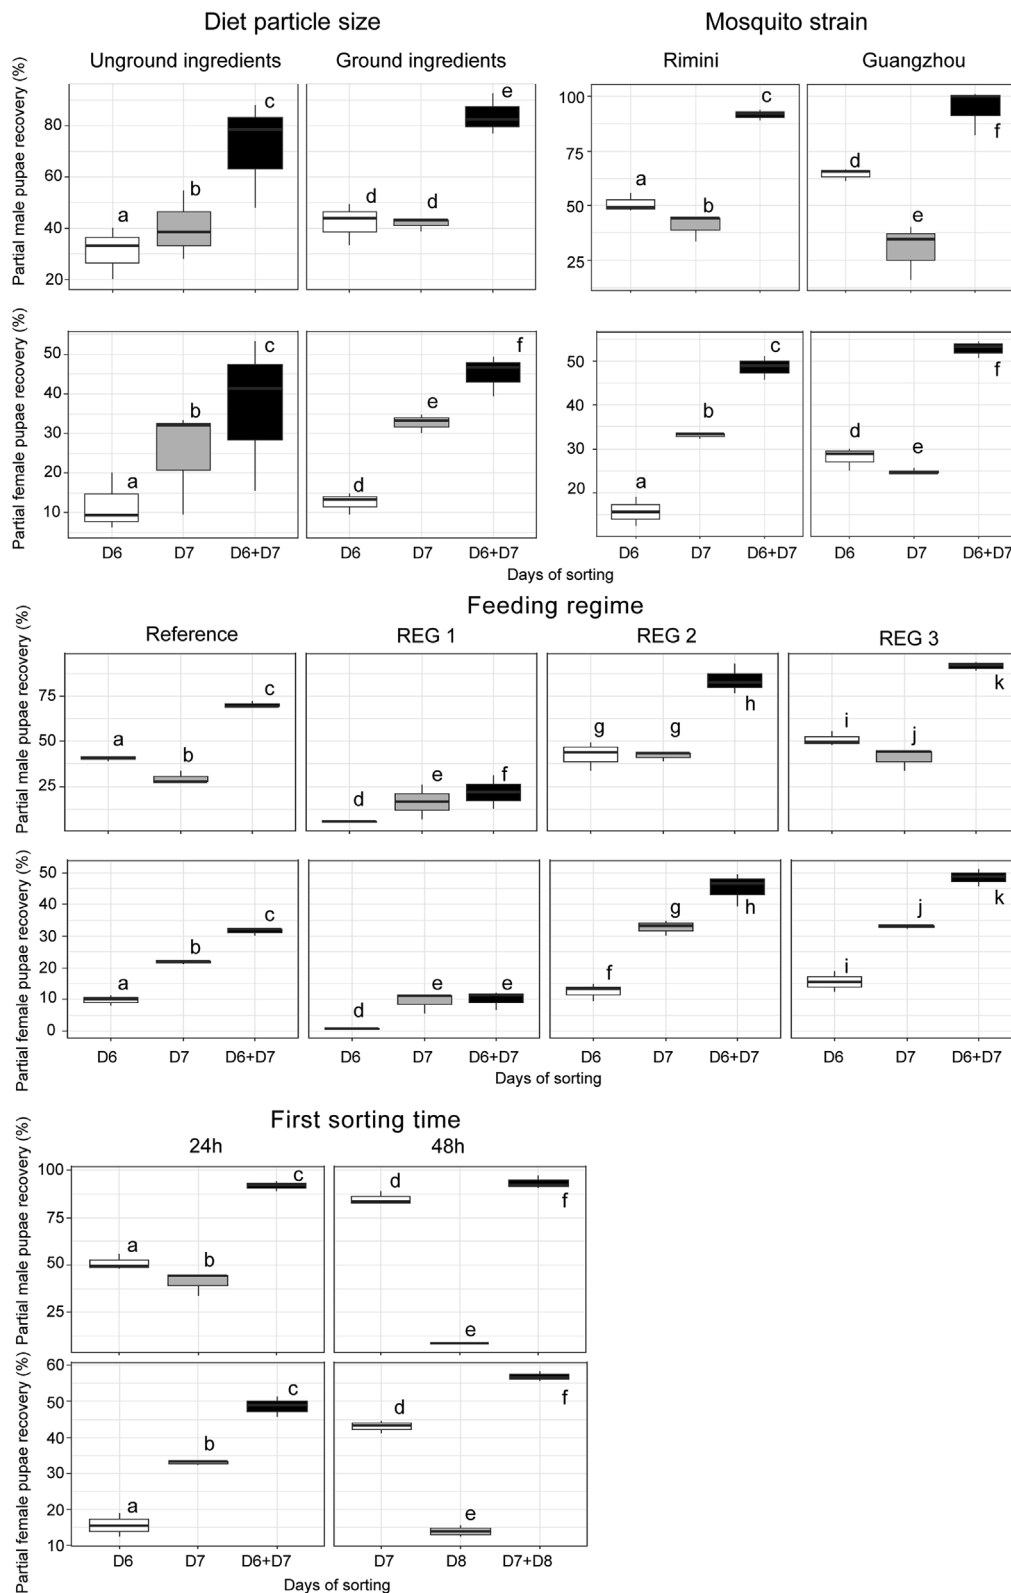 Diet particle size Mosquito strain
Unground ingredients Ground ingredients Rimini Guangzhou
Partial male pupae recovery (%)
80
60
40
20
a b c
d d e
100
75
50
25
a b c
d e f
Partial female pupae recovery (%)
50
40
30
20
10
a b c
d e f
50
40
30
20
a b c
d e f
D6 D7 D6+D7 D6 D7 D6+D7 D6 D7 D6+D7 D6 D7 D6+D7
Days of sorting
Feeding regime
Reference REG 1 REG 2 REG 3
Partial male pupae recovery (%)
75
50
25
a b c
d e f
g g h
i j k
Partial female pupae recovery (%)
50
40
30
20
10
0
a b c
d e e
f g h
i j k
D6 D7 D6+D7 D6 D7 D6+D7 D6 D7 D6+D7 D6 D7 D6+D7
Days of sorting
First sorting time
24h 48h
Partial male pupae recovery (%)
100
75
50
25
a b c
d e f
Partial female pupae recovery (%)
60
50
40
30
20
10
a b c
d e f
D6 D7 D6+D7 D7 D8 D7+D8
Days of sorting